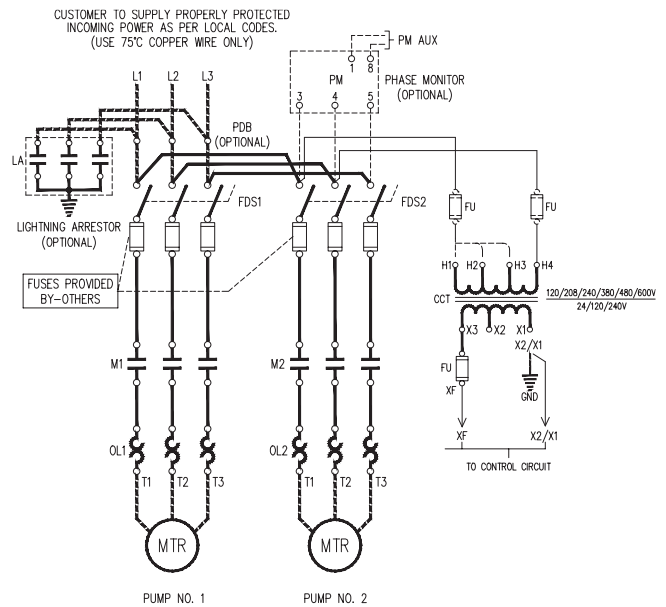 CUSTOMER TO SUPPLY PROPERLY PROTECTED
INCOMING POWER AS PER LOCAL CODES.
(USE 75°C COPPER WIRE ONLY)
PM AUX
1 8
L1 L2 L3
PM
PHASE MONITOR
(OPTIONAL)
3 4 5
PDB
(OPTIONAL)
LA
LIGHTNING ARRESTOR
(OPTIONAL)
FDS1
FDS2
FU
FU
FUSES PROVIDED
BY-OTHERS
H1 H2 H3 H4
CCT
120/208/240/380/480/600V
24/120/240V
X3 X2 X1
X2/X1
M1
M2
FU
XF
GND
XF
X2/X1
TO CONTROL CIRCUIT
OL1
OL2
T1 T2 T3
T1 T2 T3
MTR
MTR
PUMP NO. 1
PUMP NO. 2